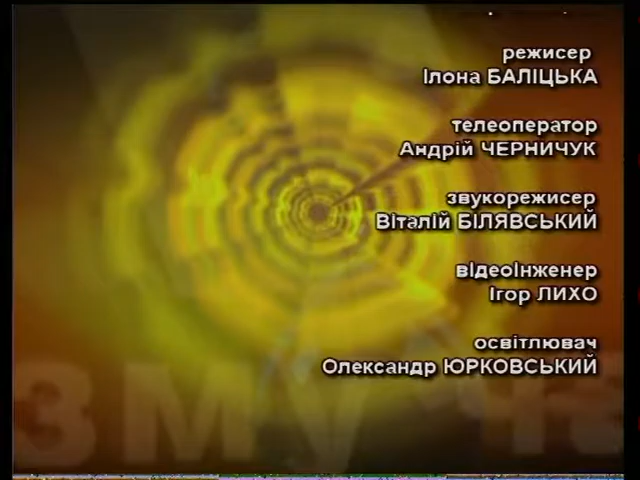 режисер
Ілона БАЛІЦЬКА
телеоператор
Андрій ЧЕРНИЧУК
звукорежисер
Віталій БІЛЯВСЬКИЙ
відеоінженер
Ігор ЛИХО
освітлювач
Олександр ЮРКОВСЬКИЙ